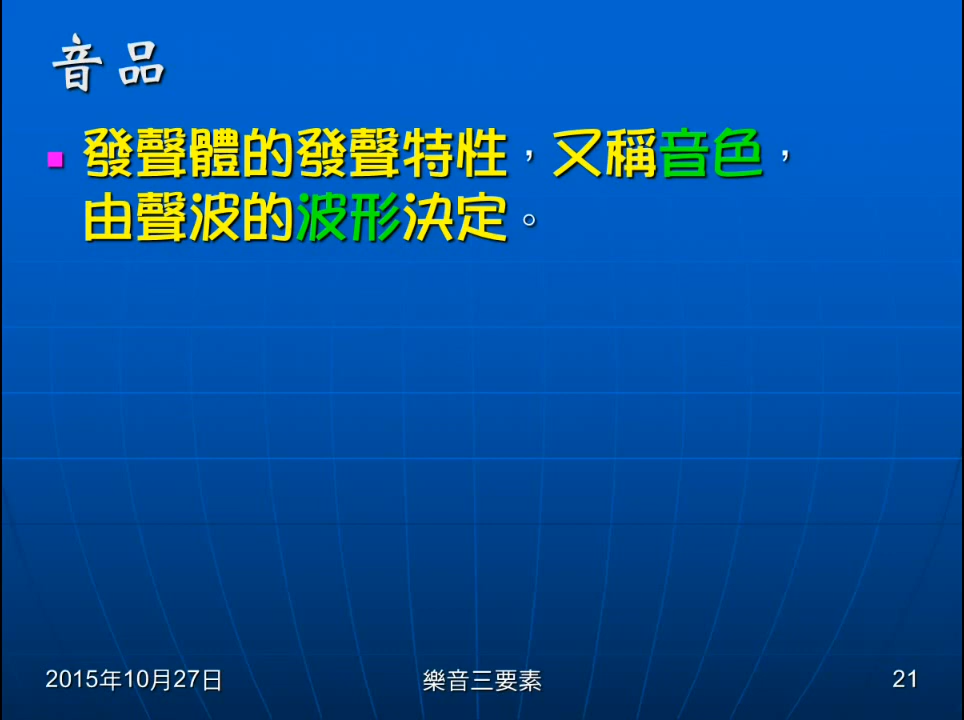 音品
發聲體的發聲特性，又稱音色，
由聲波的波形決定。
2015年10月27日
樂音三要素
21